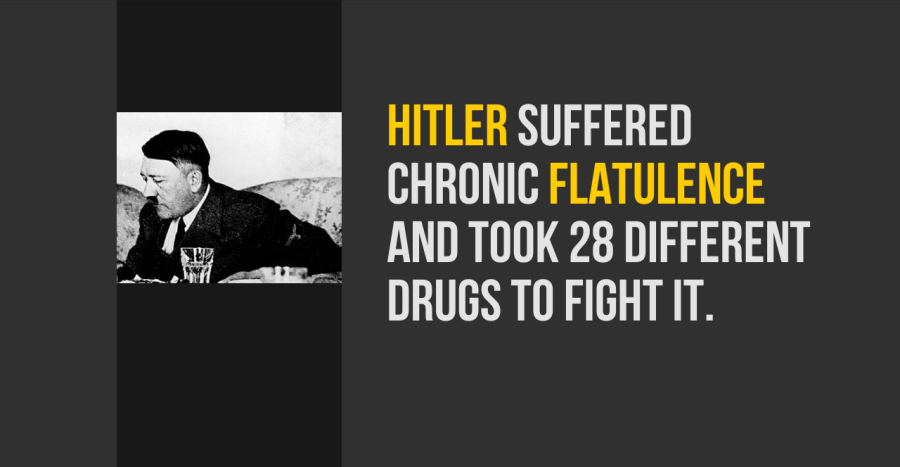 HITLER SUFFERED
CHRONIC FLATULENCE
AND TOOK 28 DIFFERENT
DRUGS TO FIGHT IT.